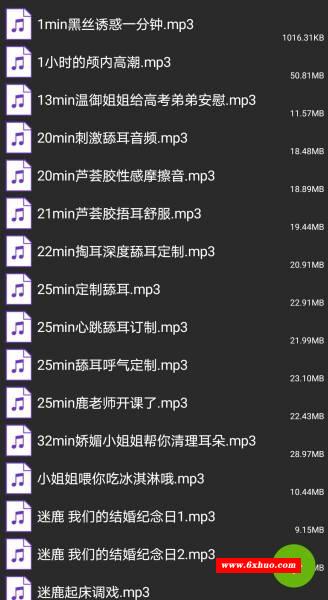 1min黑丝诱惑一分钟.mp3
1016.31KB
1小时的颅内高潮.mp3
50.81MB
13min温御姐姐给高考弟弟安慰.mp3
11.57MB
20min刺激舔耳音频.mp3
18.48MB
20min芦荟胶性感摩擦音.mp3
18.89MB
21min芦荟胶捂耳舒服.mp3
19.44MB
22min掏耳深度舔耳定制.mp3
20.91MB
25min定制舔耳.mp3
22.91MB
25min心跳舔耳订制.mp3
21.99MB
25min舔耳呼气定制.mp3
23.10MB
25min鹿老师开课了.mp3
22.43MB
32min娇媚小姐姐帮你清理耳朵.mp3
28.97MB
小姐姐喂你吃冰淇淋哦.mp3
10.44MB
迷鹿 我们的结婚纪念日1.mp3
9.15MB
迷鹿 我们的结婚纪念日2.mp3
www.6xhuo.com
迷鹿起床调戏.mp3